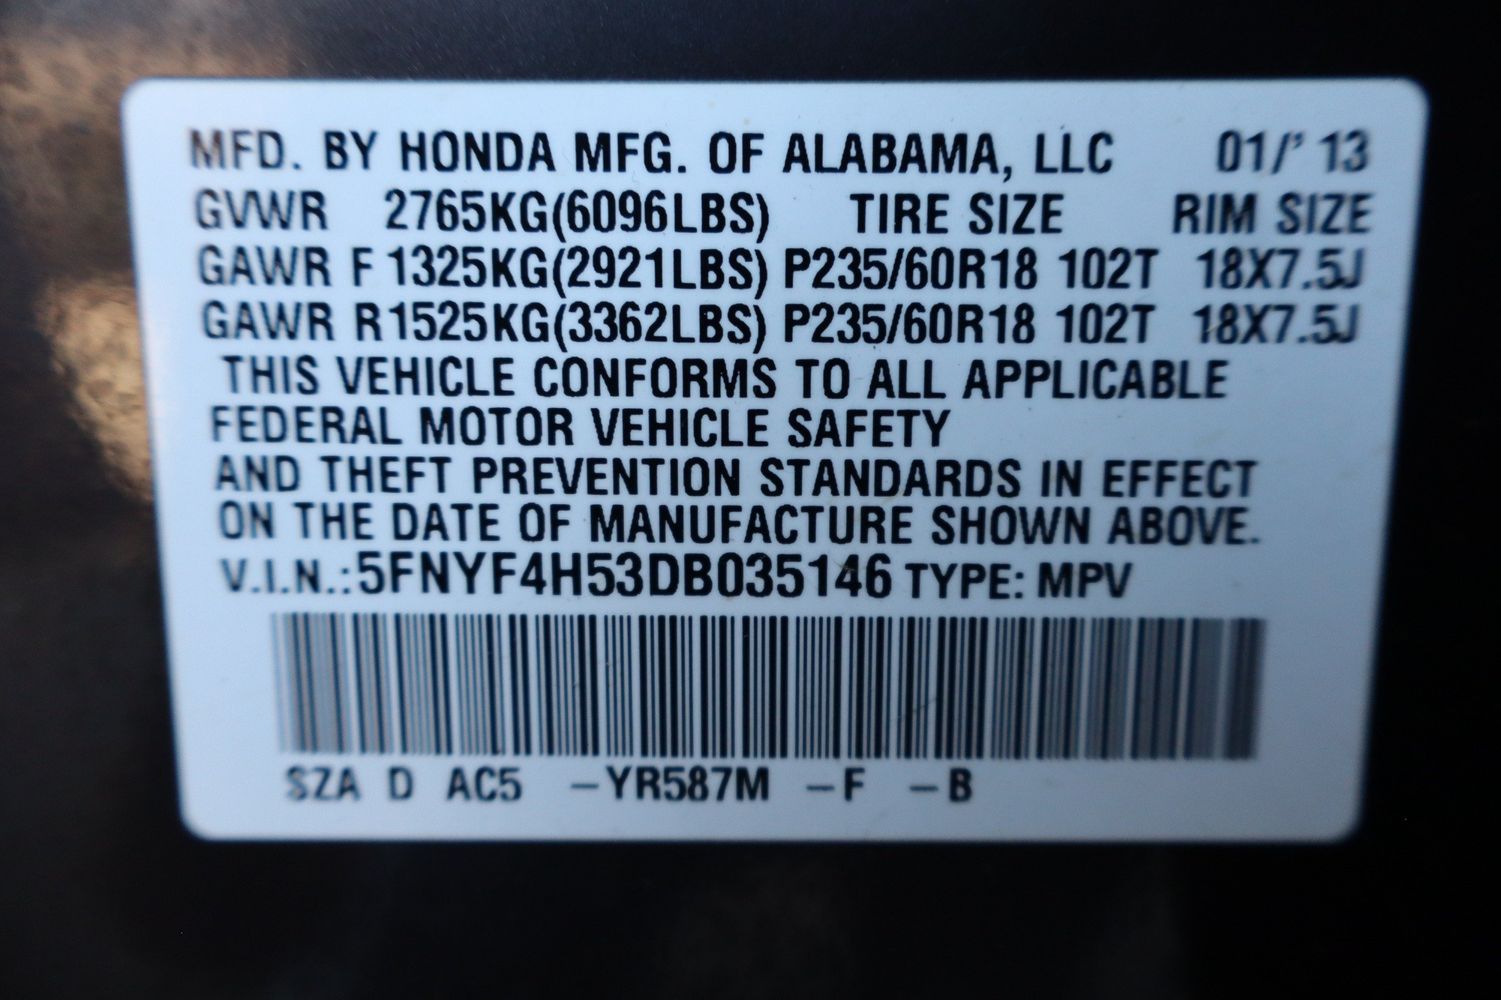 MFD. BY HONDA MFG. OF ALABAMA, LLC 01/' 13
GVWR 2765KG(6096LBS) TIRE SIZE RIM SIZE
GAWR F 1325KG(2921LBS) P235/60R18 102T 18X7.5J
GAWR R 1525KG(3362LBS) P235/60R18 102T 18X7.5J
THIS VEHICLE CONFORMS TO ALL APPLICABLE
FEDERAL MOTOR VEHICLE SAFETY
AND THEFT PREVENTION STANDARDS IN EFFECT
ON THE DATE OF MANUFACTURE SHOWN ABOVE.
V.I.N.:5FNYF4H53DB035146 TYPE: MPV
SZA D AC5 –YR587M –F –B